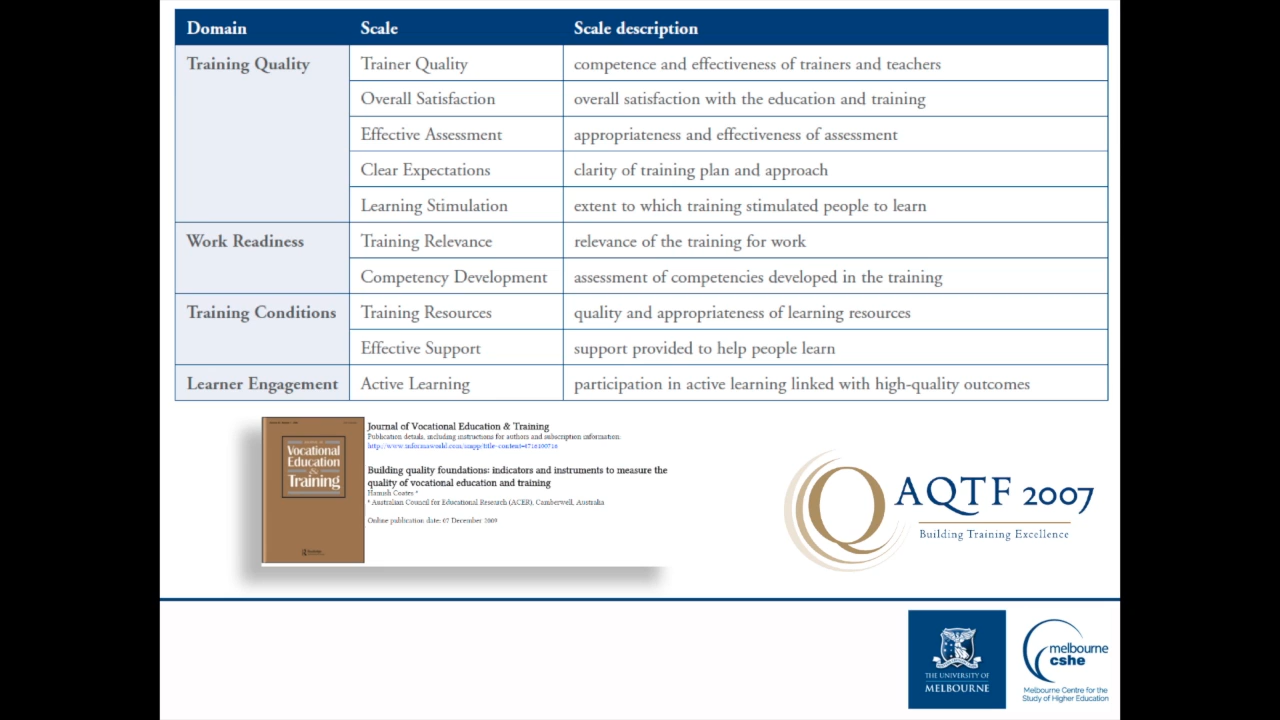 Domain Scale Scale description
Training Quality Trainer Quality competence and effectiveness of trainers and teachers
Overall Satisfaction overall satisfaction with the education and training
Effective Assessment appropriateness and effectiveness of assessment
Clear Expectations clarity of training plan and approach
Learning Stimulation extent to which training stimulated people to learn
Work Readiness Training Relevance relevance of the training for work
Competency Development assessment of competencies developed in the training
Training Conditions Training Resources quality and appropriateness of learning resources
Effective Support support provided to help people learn
Learner Engagement Active Learning participation in active learning linked with high-quality outcomes
Vocational
Education
&
Training
Routledge
Journal of Vocational Education & Training
Publication details, including instructions for authors and subscription information:
Building quality foundations: indicators and instruments to measure the
quality of vocational education and training
Hamish Coates ª
ª Australian Council for Educational Research (ACER), Camberwell, Australia
Online publication date: 07 December 2009
AQTF 2007
Building Training Excellence
THE UNIVERSITY OF
MELBOURNE
melbourne
cshe
Melbourne Centre for the
Study of Higher Education